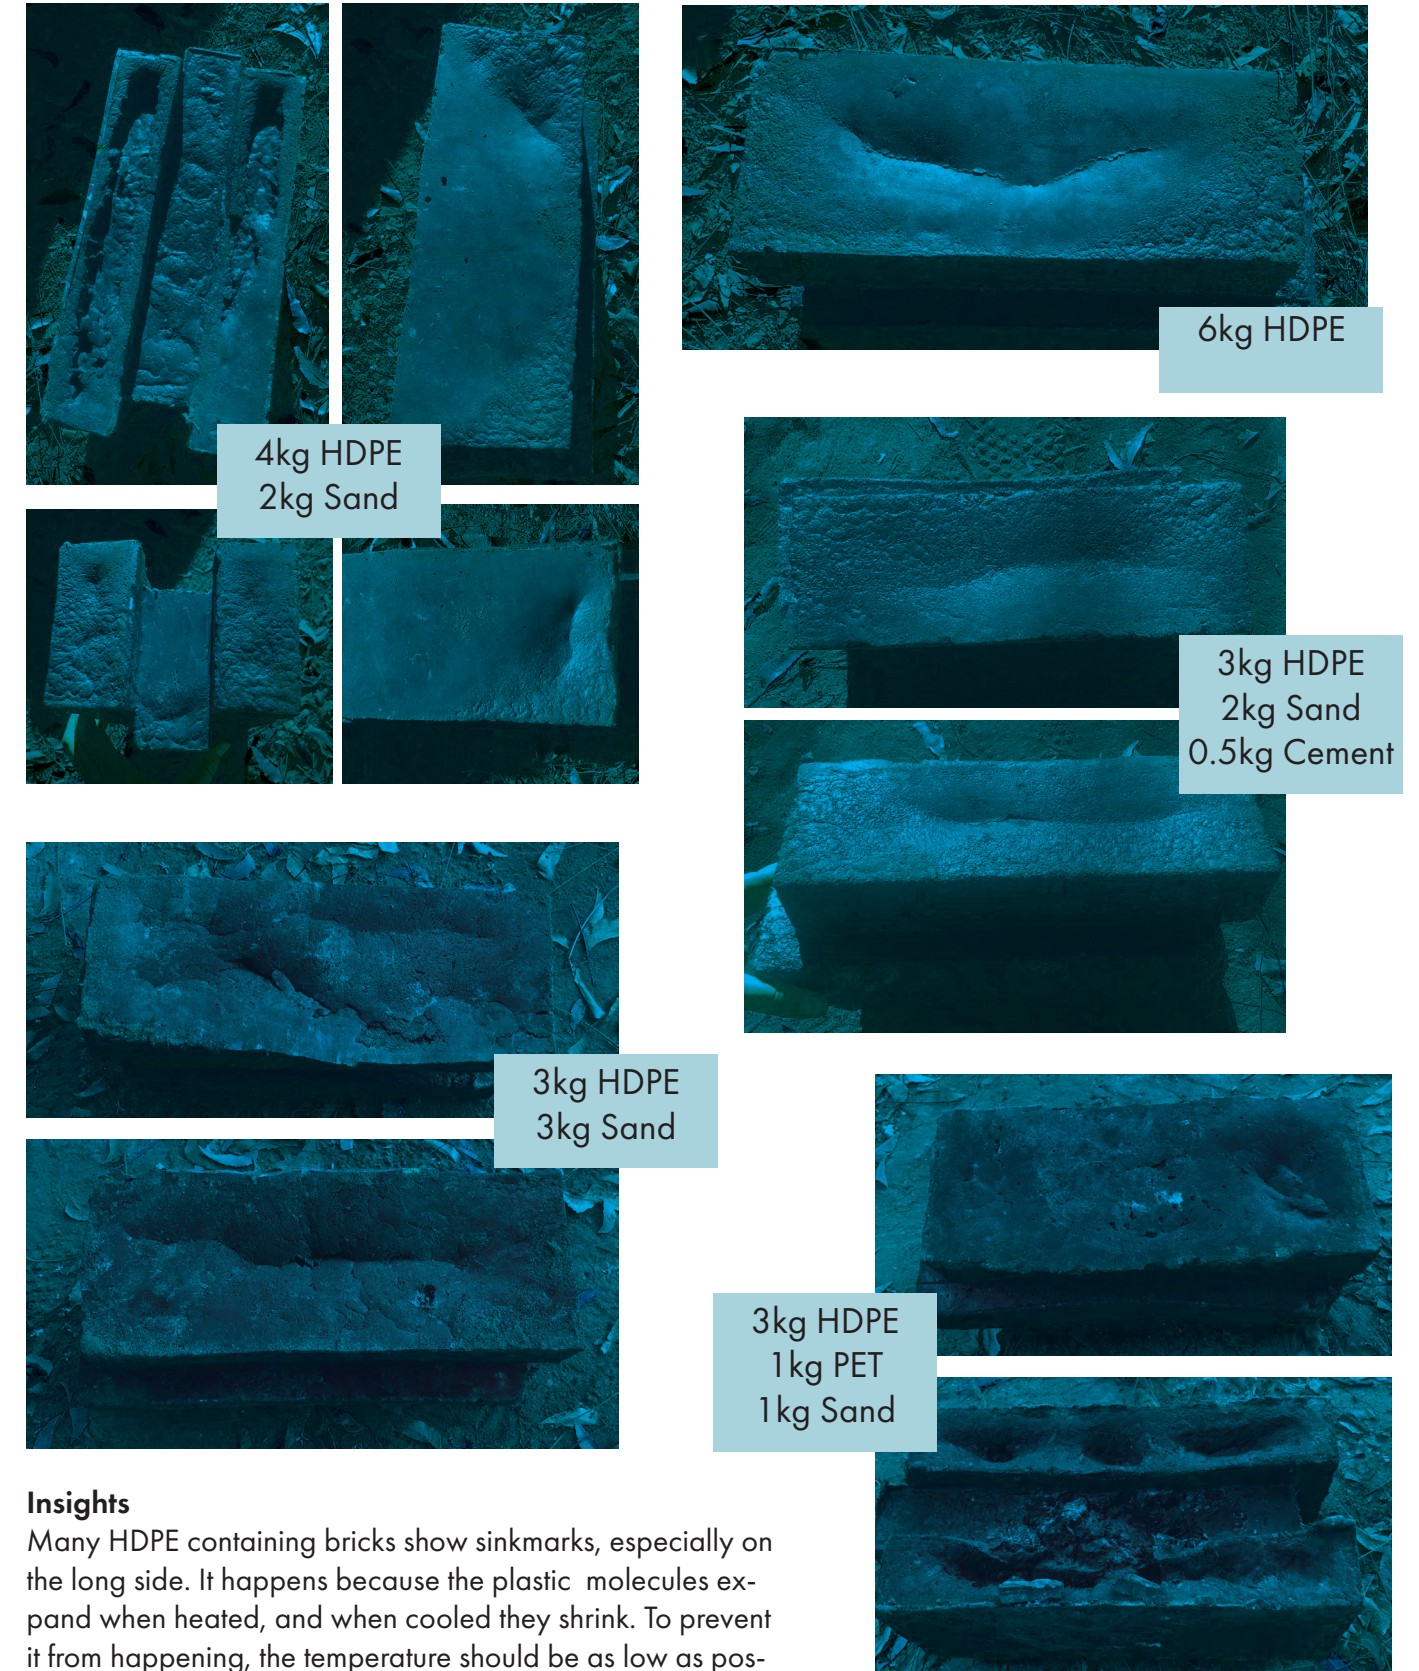 6kg HDPE
4kg HDPE
2kg Sand
3kg HDPE
2kg Sand
0.5kg Cement
3kg HDPE
3kg Sand
3kg HDPE
1kg PET
1kg Sand
Insights
Many HDPE containing bricks show sinkmarks, especially on
the long side. It happens because the plastic  molecules ex-
pand when heated, and when cooled they shrink. To prevent
it from happening, the temperature should be as low as pos-